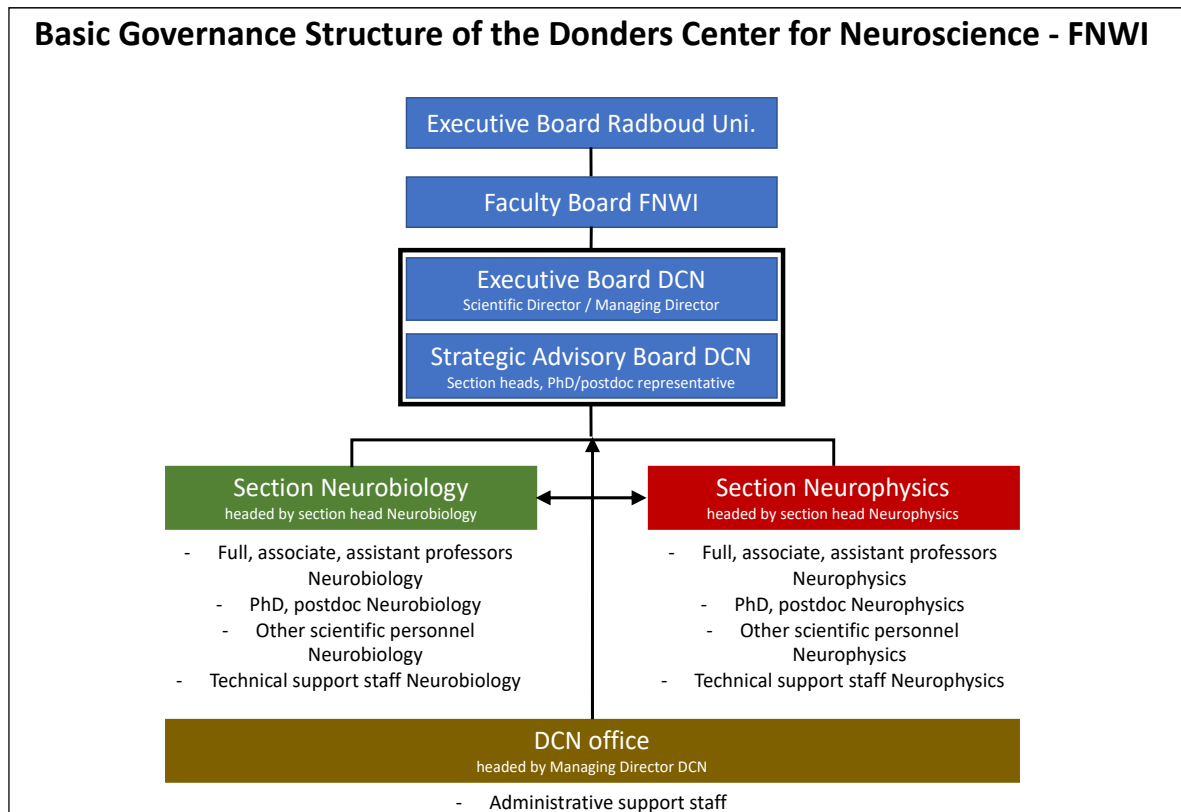 Basic Governance Structure of the Donders Center for Neuroscience - FNWI
Executive Board Radboud Uni.
Faculty Board FNWI
Executive Board DCN
Scientific Director / Managing Director
Strategic Advisory Board DCN
Section heads, PhD/postdoc representative
Section Neurobiology
headed by section head Neurobiology
- Full, associate, assistant professors
Neurobiology
- PhD, postdoc Neurobiology
- Other scientific personnel
Neurobiology
- Technical support staff Neurobiology
Section Neurophysics
headed by section head Neurophysics
- Full, associate, assistant professors
Neurophysics
- PhD, postdoc Neurophysics
- Other scientific personnel
Neurophysics
- Technical support staff Neurophysics
DCN office
headed by Managing Director DCN
- Administrative support staff